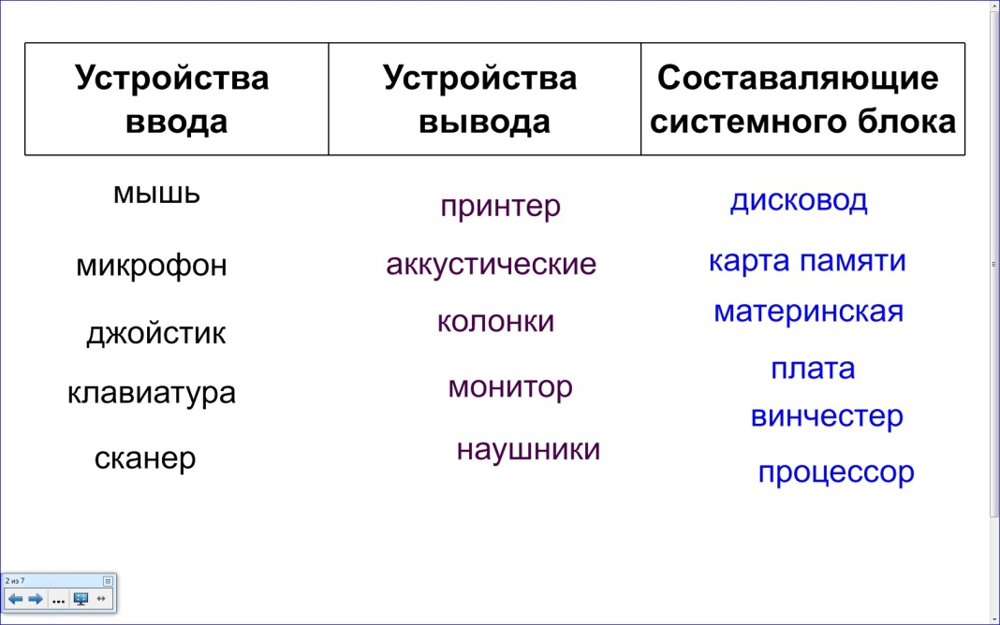 Устройства
ввода
Устройства
вывода
Составаляющие
системного блока
мышь
микрофон
джойстик
клавиатура
сканер
принтер
аккустические
колонки
монитор
наушники
дисковод
карта памяти
материнская
плата
винчестер
процессор
2 из 7